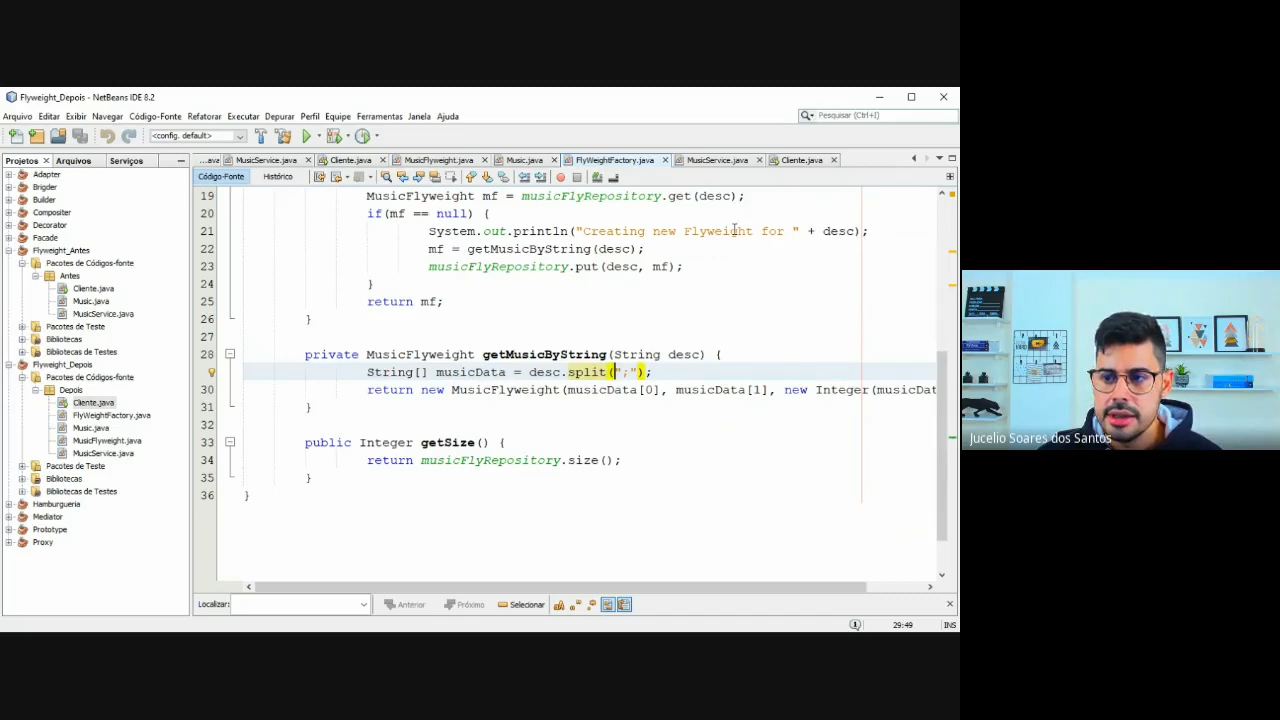 Flyweight_Depois - NetBeans IDE 8.2
Arquivo Editar Exibir Navegar Código-Fonte Refatorar Executar Depurar Perfil Equipe Ferramentas Janela Ajuda
Pesquisar (Ctrl+I)
<config. default>
Projetos Arquivos Serviços
...ava MusicService.java Cliente.java MusicFlyweight.java Music.java FlyWeightFactory.java MusicService.java Cliente.java
Código-Fonte Histórico
Adapter
Brigder
Builder
Compositer
Decorator
Facade
Flyweight_Antes
Pacotes de Códigos-fonte
Antes
Cliente.java
Music.java
MusicService.java
Pacotes de Teste
Bibliotecas
Bibliotecas de Testes
Flyweight_Depois
Pacotes de Códigos-fonte
Depois
Cliente.java
FlyWeightFactory.java
Music.java
MusicFlyweight.java
MusicService.java
Pacotes de Teste
Bibliotecas
Bibliotecas de Testes
Hamburgueria
Mediator
Prototype
Proxy
19 MusicFlyweight mf = musicFlyRepository.get(desc);
20 if(mf == null) {
21 System.out.println("Creating new Flyweight for " + desc);
22 mf = getMusicByString(desc);
23 musicFlyRepository.put(desc, mf);
24 }
25 return mf;
26 }
27
28 private MusicFlyweight getMusicByString(String desc) {
29 String[] musicData = desc.split(";");
30 return new MusicFlyweight(musicData[0], musicData[1], new Integer(musicDat
31 }
32
33 public Integer getSize() {
34 return musicFlyRepository.size();
35 }
36 }
Localizar: Anterior Próximo Selecionar
29:49 INS
Jucelio Soares dos Santos